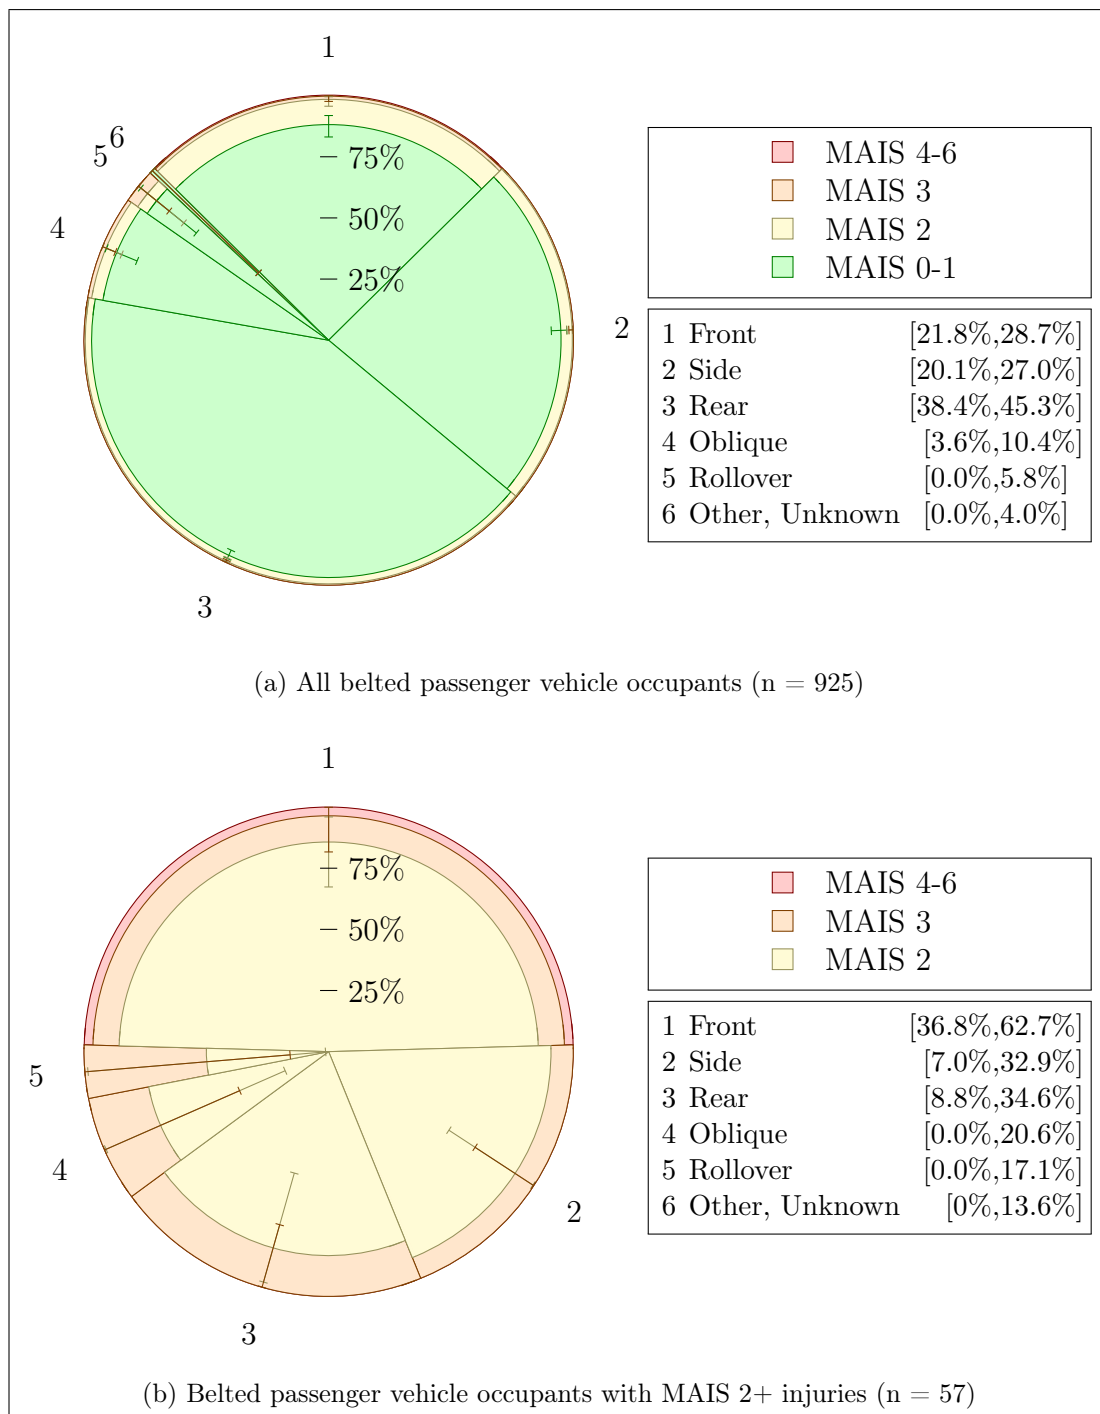 1
6
5
75%
50%
4
25%
2
3
MAIS 4-6
MAIS 3
MAIS 2
MAIS 0-1
1 Front [21.8%,28.7%]
2 Side [20.1%,27.0%]
3 Rear [38.4%,45.3%]
4 Oblique [3.6%,10.4%]
5 Rollover [0.0%,5.8%]
6 Other, Unknown [0.0%,4.0%]
(a) All belted passenger vehicle occupants (n = 925)
1
75%
50%
25%
5
4
2
3
MAIS 4-6
MAIS 3
MAIS 2
1 Front [36.8%,62.7%]
2 Side [7.0%,32.9%]
3 Rear [8.8%,34.6%]
4 Oblique [0.0%,20.6%]
5 Rollover [0.0%,17.1%]
6 Other, Unknown [0%,13.6%]
(b) Belted passenger vehicle occupants with MAIS 2+ injuries (n = 57)